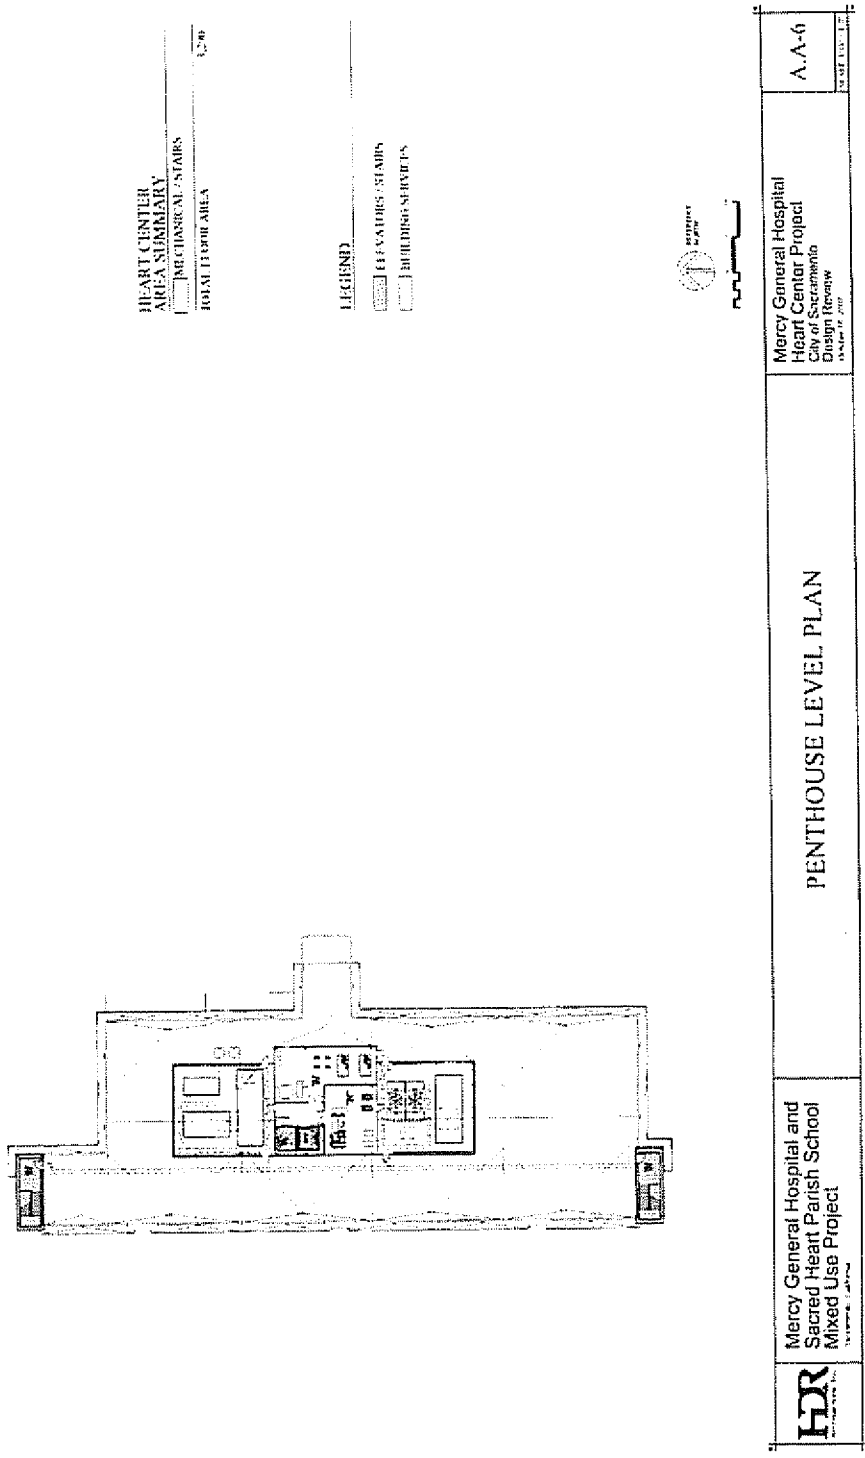 HEART CENTER
AREA SUMMARY
MECHANICAL / STAIRS
TOTAL FLOOR AREA
LEGEND
ELEVATORS / STAIRS
BUILDING SERVICES
HDR
Mercy General Hospital and
Sacred Heart Parish School
Mixed Use Project
PENTHOUSE LEVEL PLAN
Mercy General Hospital
Heart Center Project
City of Sacramento
Design Review
A.A-6